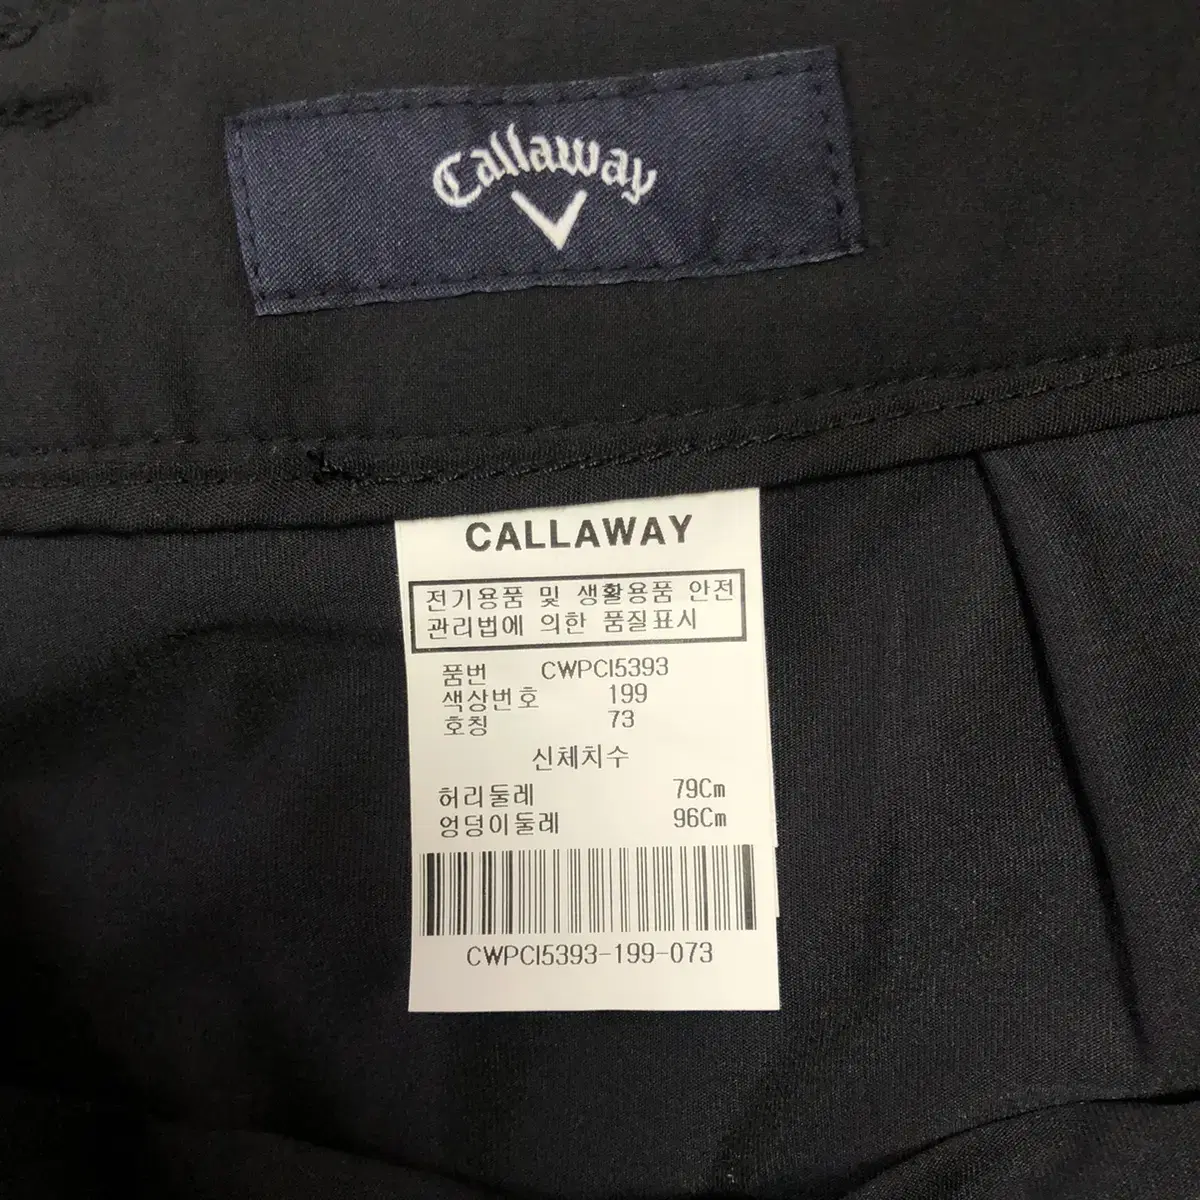 Callaway
CALLAWAY
전기용품 및 생활용품 안전
관리법에 의한 품질표시
품번 CWPCI5393
색상번호 199
호칭 73
신체치수
허리둘레 79Cm
엉덩이둘레 96Cm
CWPCI5393-199-073